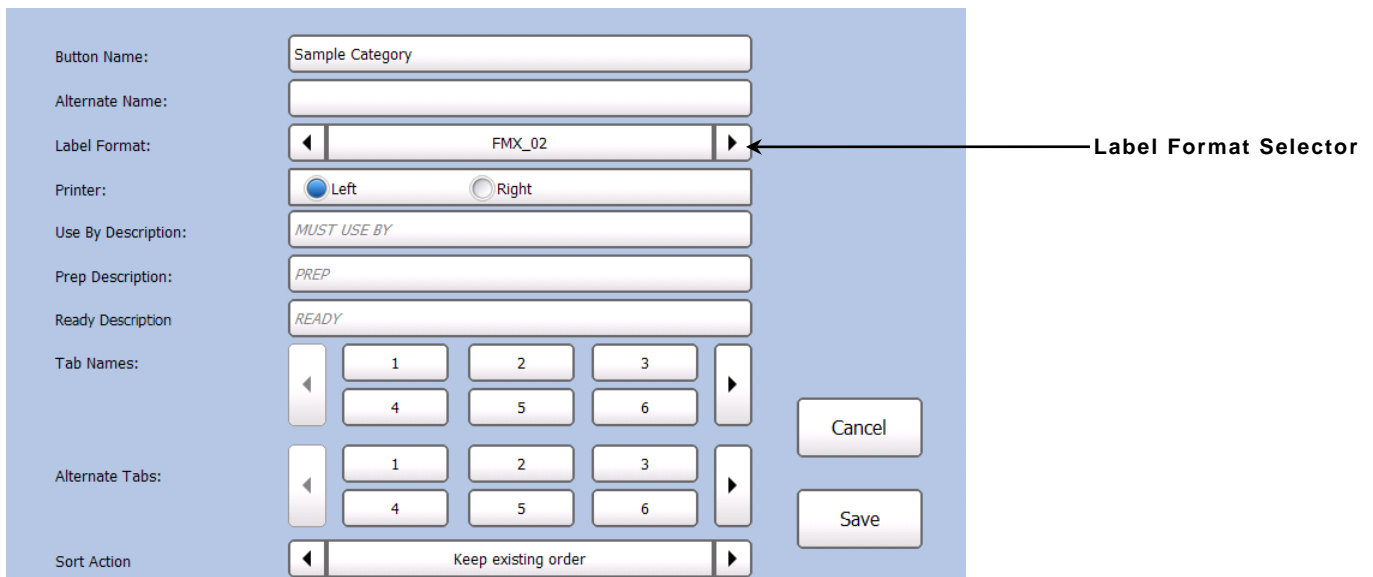 Button Name: Sample Category
Alternate Name:
Label Format: FMX_02 Label Format Selector
Printer: Left Right
Use By Description: MUST USE BY
Prep Description: PREP
Ready Description READY
Tab Names: 1 2 3
4 5 6
Cancel
Alternate Tabs: 1 2 3
4 5 6
Save
Sort Action Keep existing order